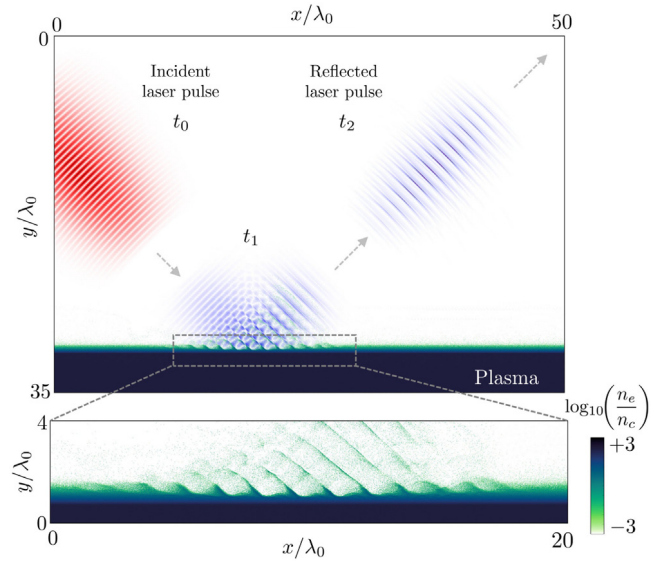 0
x/λ₀
50
0
Incident
laser pulse
t₀
Reflected
laser pulse
t₂
y/λ₀
t₁
Plasma
35
log₁₀(nₑ/n_c)
4
+3
y/λ₀
−3
0
0
x/λ₀
20